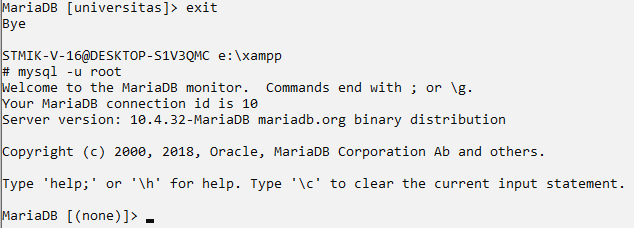 MariaDB [universitas]> exit
Bye
STMIK-V-16@DESKTOP-S1V3QMC e:\xampp
# mysql -u root
Welcome to the MariaDB monitor.  Commands end with ; or \g.
Your MariaDB connection id is 10
Server version: 10.4.32-MariaDB mariadb.org binary distribution
Copyright (c) 2000, 2018, Oracle, MariaDB Corporation Ab and others.
Type 'help;' or '\h' for help. Type '\c' to clear the current input statement.
MariaDB [(none)]>